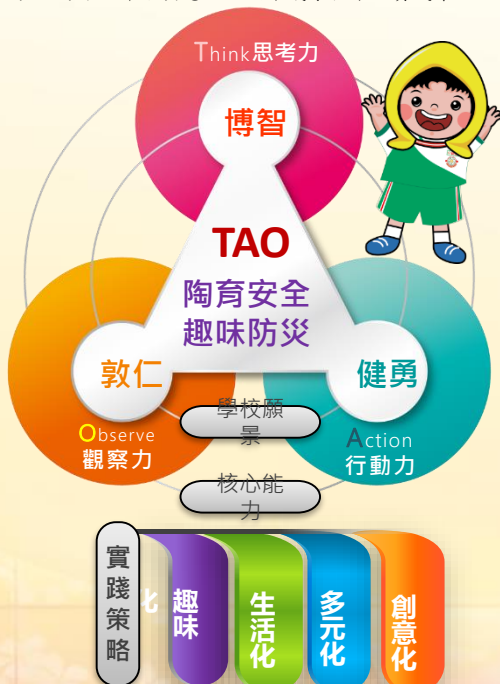 Think思考力
博智
TAO
陶育安全
趣味防災
敦仁
健勇
Observe
觀察力
Action
行動力
學校願
景
核心能
力
實踐策略
趣味
化
生活化
多元化
創意化